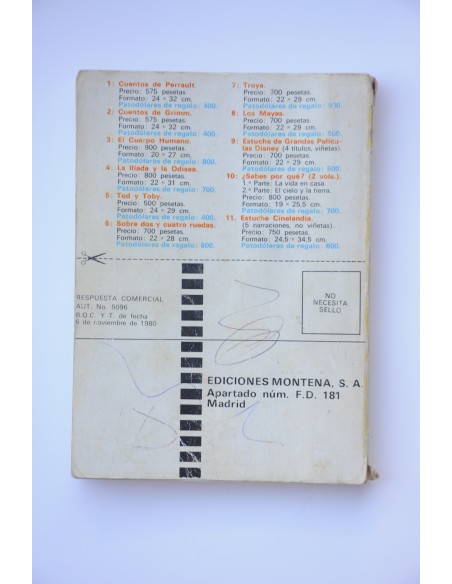 1: Cuentos de Perrault.
Precio: 575 pesetas.
Formato: 24 × 32 cm.
Patodólares de regalo: 400.
2: Cuentos de Grimm.
Precio: 575 pesetas.
Formato: 24 × 32 cm.
Patodólares de regalo: 400.
3: El Cuerpo Humano.
Precio: 900 pesetas.
Formato: 20 × 27 cm.
Patodólares de regalo: 800.
4: La Ilíada y la Odisea.
Precio: 800 pesetas.
Formato: 22 × 31 cm.
Patodólares de regalo: 700.
5: Tod y Toby.
Precio: 500 pesetas.
Formato: 24 × 29 cm.
Patodólares de regalo: 400.
6: Sobre dos y cuatro ruedas.
Precio: 700 pesetas.
Formato: 22 × 28 cm.
Patodólares de regalo: 600.
7: Troya.
Precio: 700 pesetas.
Formato: 22 × 29 cm.
Patodólares de regalo: 500.
8: Los Mayas.
Precio: 700 pesetas.
Formato: 22 × 29 cm.
Patodólares de regalo: 500.
9: Estuche de Grandes Pelícu-
las Disney (4 títulos, viñetas).
Precio: 700 pesetas.
Formato: 22 × 29 cm.
Patodólares de regalo: 500.
10: ¿Sabes por qué? (2 vols.).
1.ª Parte: La vida en casa.
2.ª Parte: El cielo y la tierra.
Precio: 800 pesetas.
Formato: 19 × 25,5 cm.
Patodólares de regalo: 700.
11. Estuche Cinelandia.
(5 narraciones, no viñetas).
Precio: 750 pesetas
Formato: 24,5 × 34,5 cm.
Patodólares de regalo: 600.
RESPUESTA COMERCIAL
AUT. No. 5096
B.O.C. Y T. de fecha
6 de noviembre de 1980
NO
NECESITA
SELLO
EDICIONES MONTENA, S. A.
Apartado núm. F.D. 181
Madrid